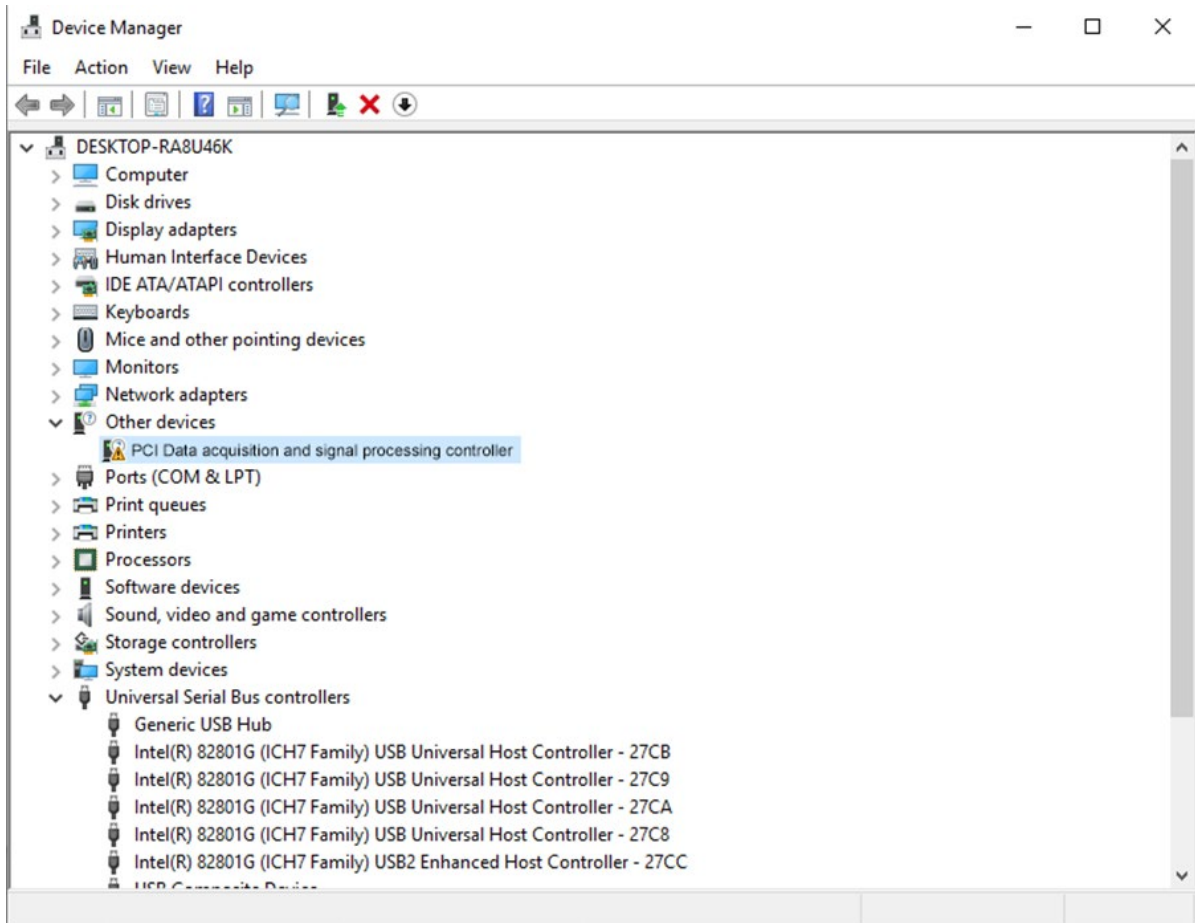 Device Manager
File Action View Help
DESKTOP-RA8U46K
Computer
Disk drives
Display adapters
Human Interface Devices
IDE ATA/ATAPI controllers
Keyboards
Mice and other pointing devices
Monitors
Network adapters
Other devices
PCI Data acquisition and signal processing controller
Ports (COM & LPT)
Print queues
Printers
Processors
Software devices
Sound, video and game controllers
Storage controllers
System devices
Universal Serial Bus controllers
Generic USB Hub
Intel(R) 82801G (ICH7 Family) USB Universal Host Controller - 27CB
Intel(R) 82801G (ICH7 Family) USB Universal Host Controller - 27C9
Intel(R) 82801G (ICH7 Family) USB Universal Host Controller - 27CA
Intel(R) 82801G (ICH7 Family) USB Universal Host Controller - 27C8
Intel(R) 82801G (ICH7 Family) USB2 Enhanced Host Controller - 27CC
USB Composite Device